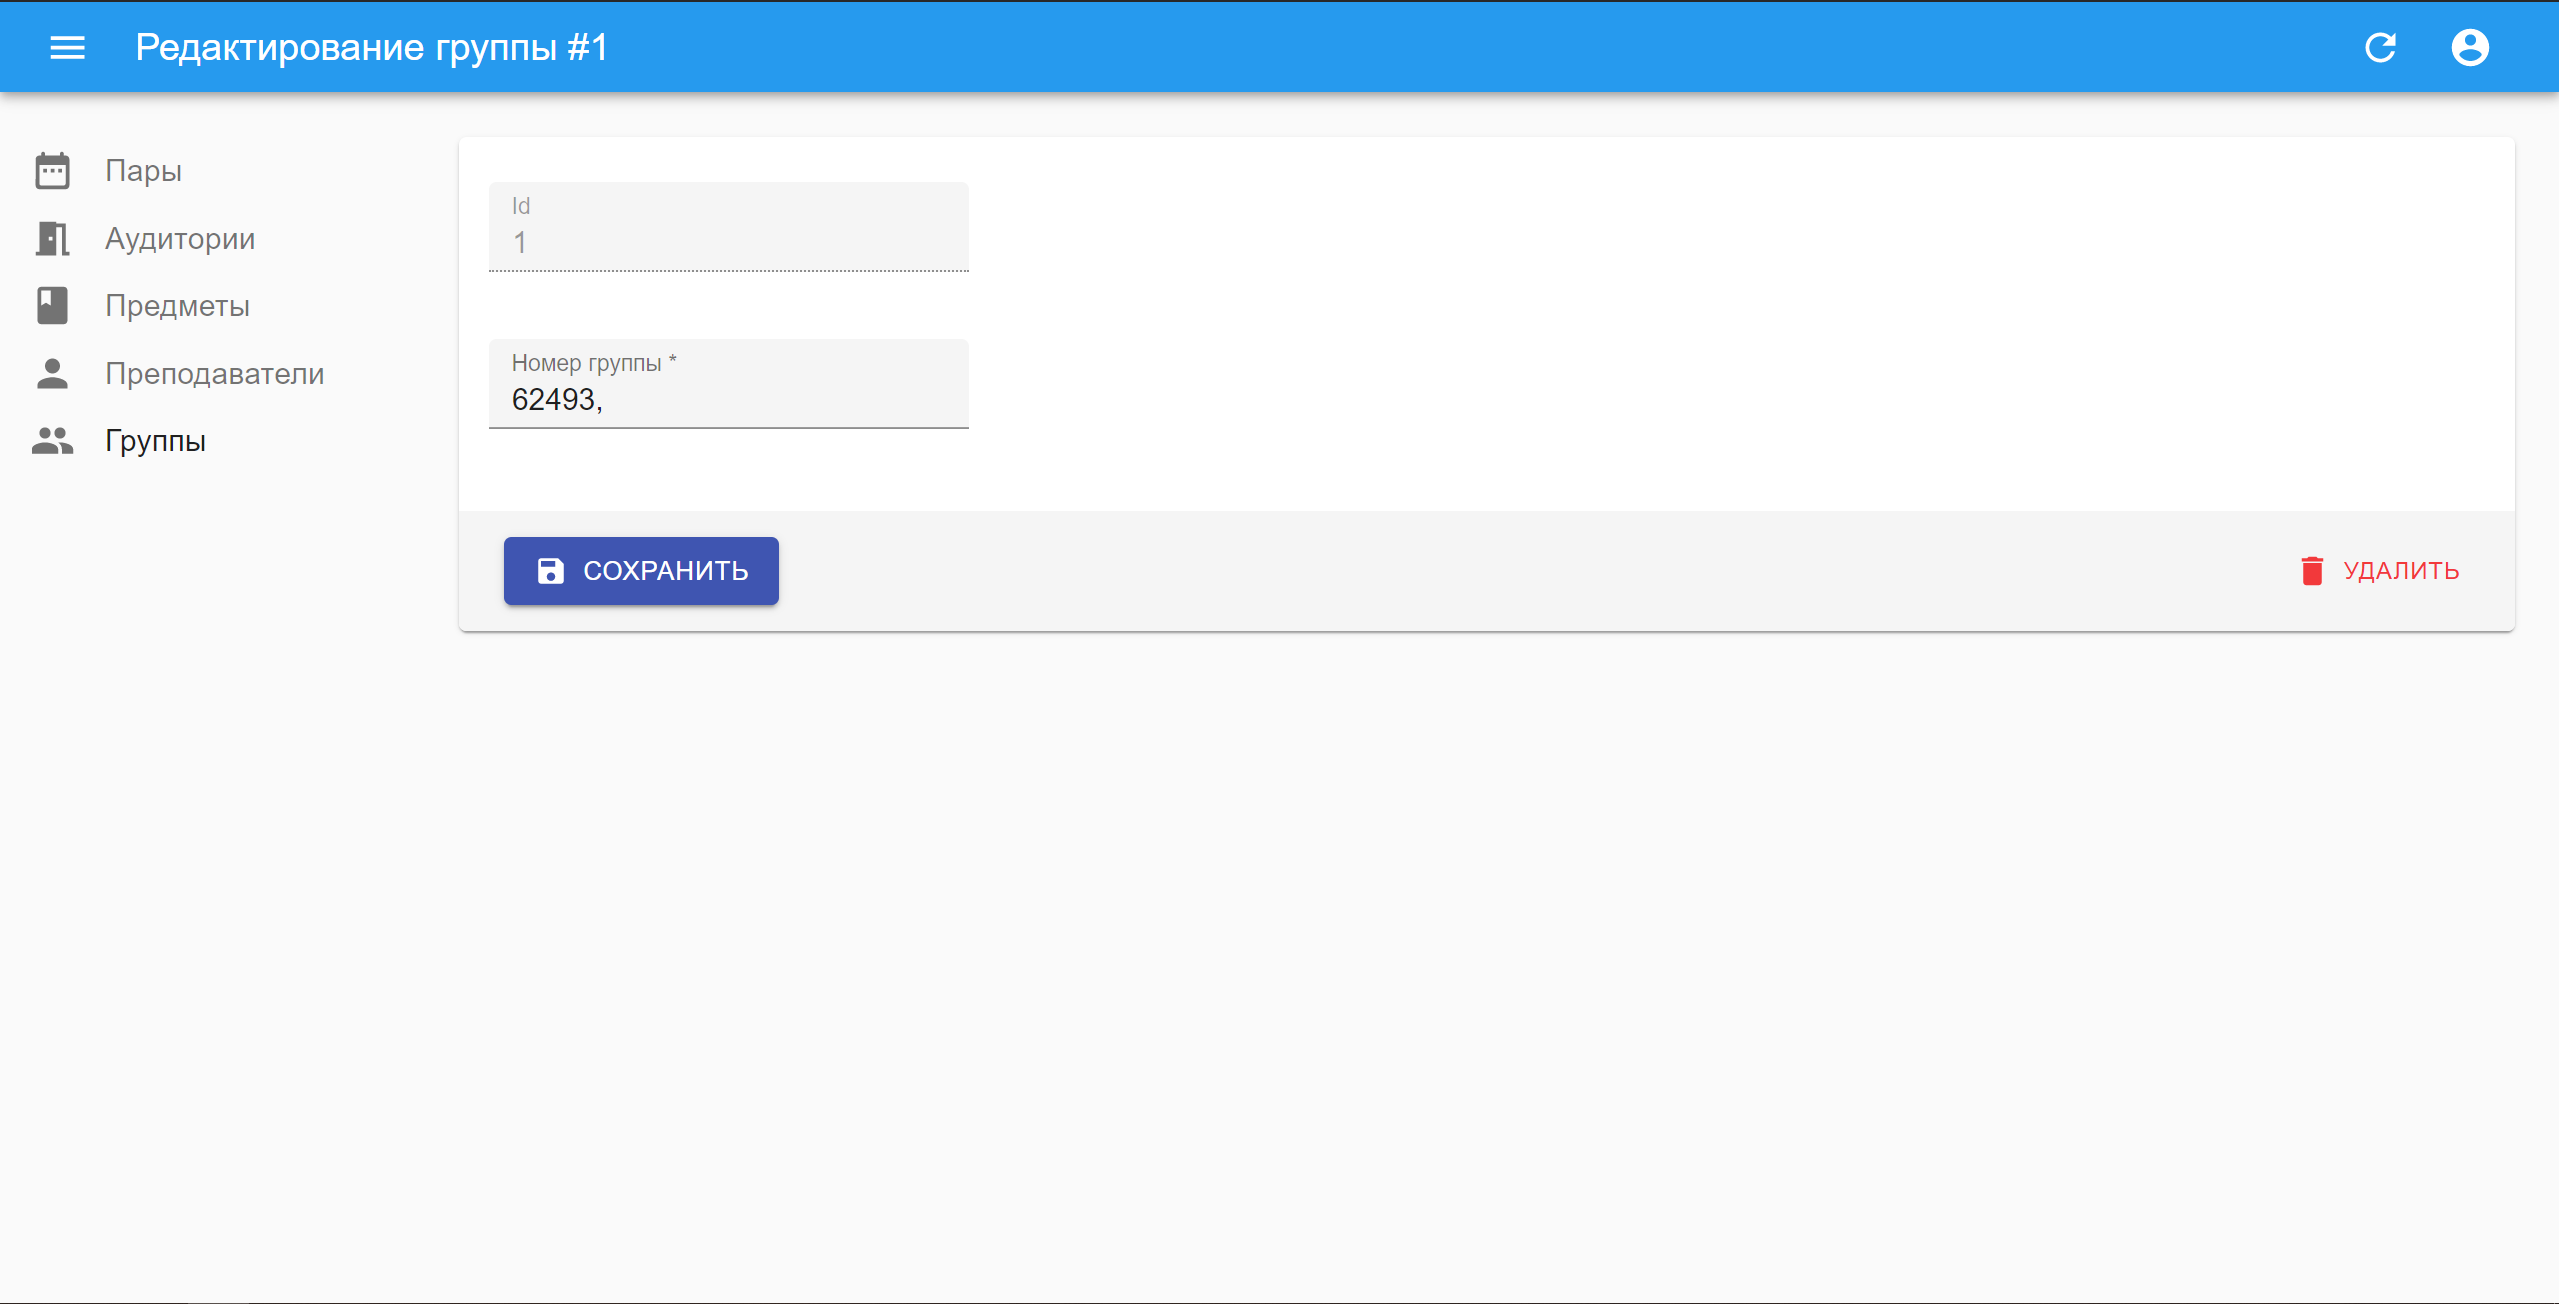 Редактирование группы #1
Пары
Аудитории
Предметы
Преподаватели
Группы
Id
1
Номер группы *
62493,
СОХРАНИТЬ
УДАЛИТЬ